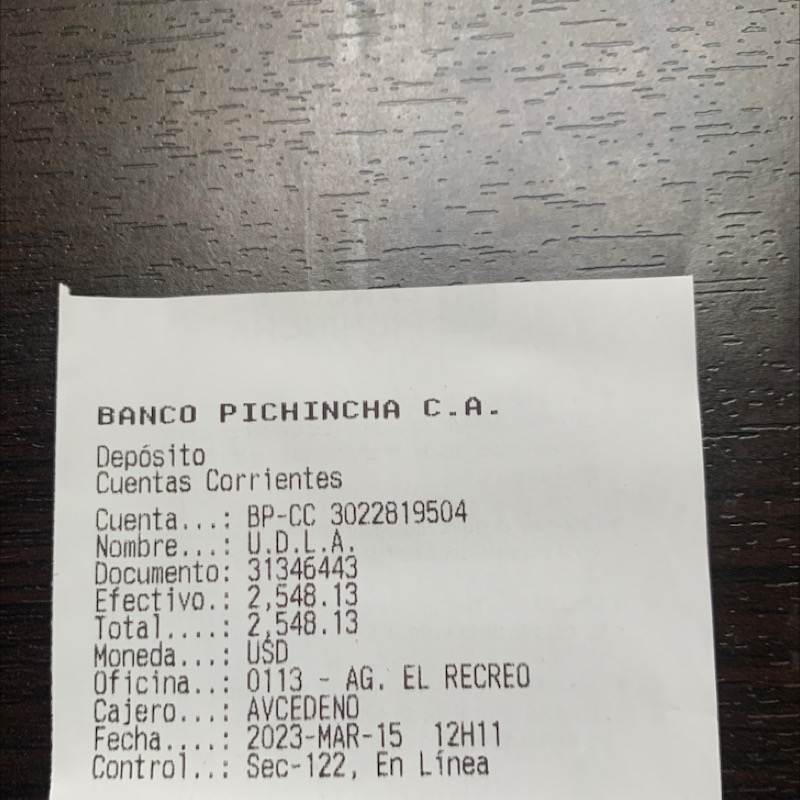 BANCO PICHINCHA C.A.
Depósito
Cuentas Corrientes
Cuenta...: BP-CC 3022819504
Nombre...: U.D.L.A.
Documento: 31346443
Efectivo.: 2,548.13
Total....: 2,548.13
Moneda...: USD
Oficina..: 0113 - AG. EL RECREO
Cajero...: AVCEDENO
Fecha....: 2023-MAR-15 12H11
Control..: Sec-122, En Línea